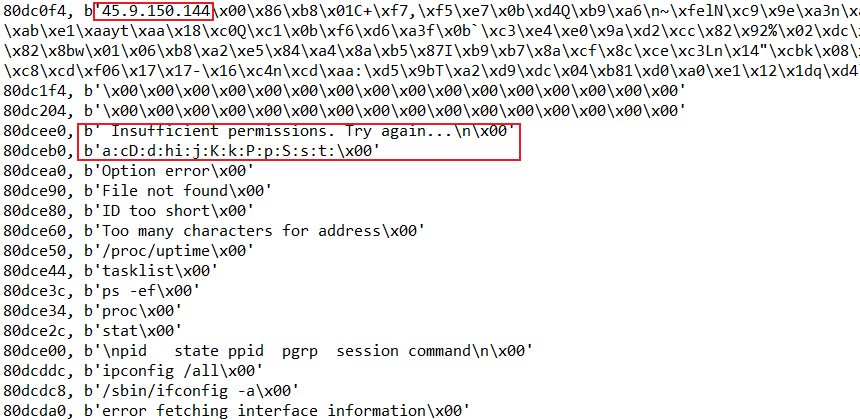 80dc0f4, b'45.9.150.144\x00\x86\xb8\x01C+\xf7,\xf5\xe7\x0b\xd4Qb\xb9\xa6\n~\xfelN\xc9\x9e\xa3n\xa
\xab\xe1\xaayt\xaa\x18\xc0Q\xc1\x0b\xf6\xd6\xa3f\x0b`\xc3\xe4\xe0\x9a\xd2\xcc\x82\x92%\x02\xdc\x
\x82\x8bw\x01\x06\xb8\xa2\xe5\x84\xa4\x8a\xb5\x87I\xb9\xb7\x8a\xcf\x8c\xce\xc3Ln\x14"\xcbk\x08\
\xc8\xcd\xf06\x17\x17-\x16\xc4n\xcd\xaa:\xd5\x9bT\xa2\xd9\xdc\x04\xb81\xd0\xa0\xe1\x12\x1dq\xd4
80dc1f4, b'\x00\x00\x00\x00\x00\x00\x00\x00\x00\x00\x00\x00\x00\x00\x00\x00'
80dc204, b'\x00\x00\x00\x00\x00\x00\x00\x00\x00\x00\x00\x00\x00\x00\x00\x00'
80dcee0, b' Insufficient permissions. Try again...\n\x00'
80dceb0, b'a:cD:d:hi:j:K:k:P:p:S:s:t:\x00'
80dcea0, b'Option error\x00'
80dce90, b'File not found\x00'
80dce80, b'ID too short\x00'
80dce60, b'Too many characters for address\x00'
80dce50, b'/proc/uptime\x00'
80dce44, b'tasklist\x00'
80dce3c, b'ps -ef\x00'
80dce34, b'proc\x00'
80dce2c, b'stat\x00'
80dce00, b'\npid   state ppid  pgrp  session command\n\x00'
80dcddc, b'ipconfig /all\x00'
80dcdc8, b'/sbin/ifconfig -a\x00'
80dcda0, b'error fetching interface information\x00'